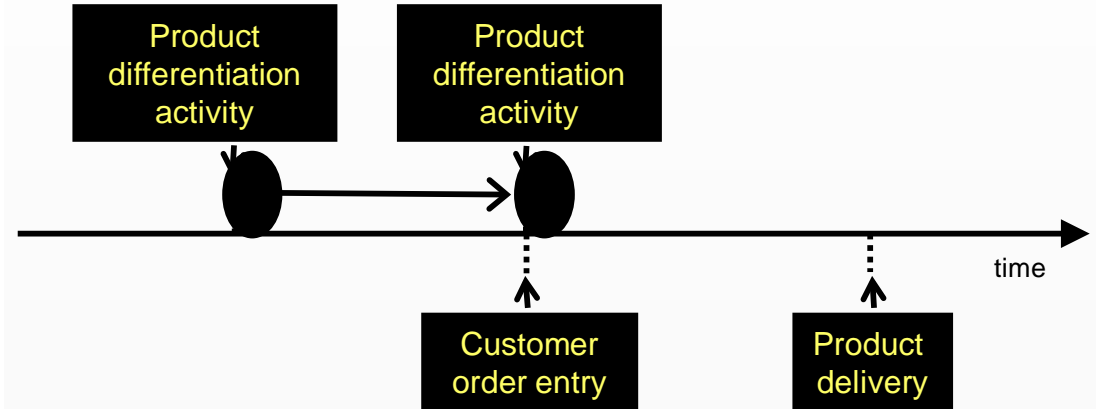 Product
differentiation
activity
Product
differentiation
activity
time
Customer
order entry
Product
delivery